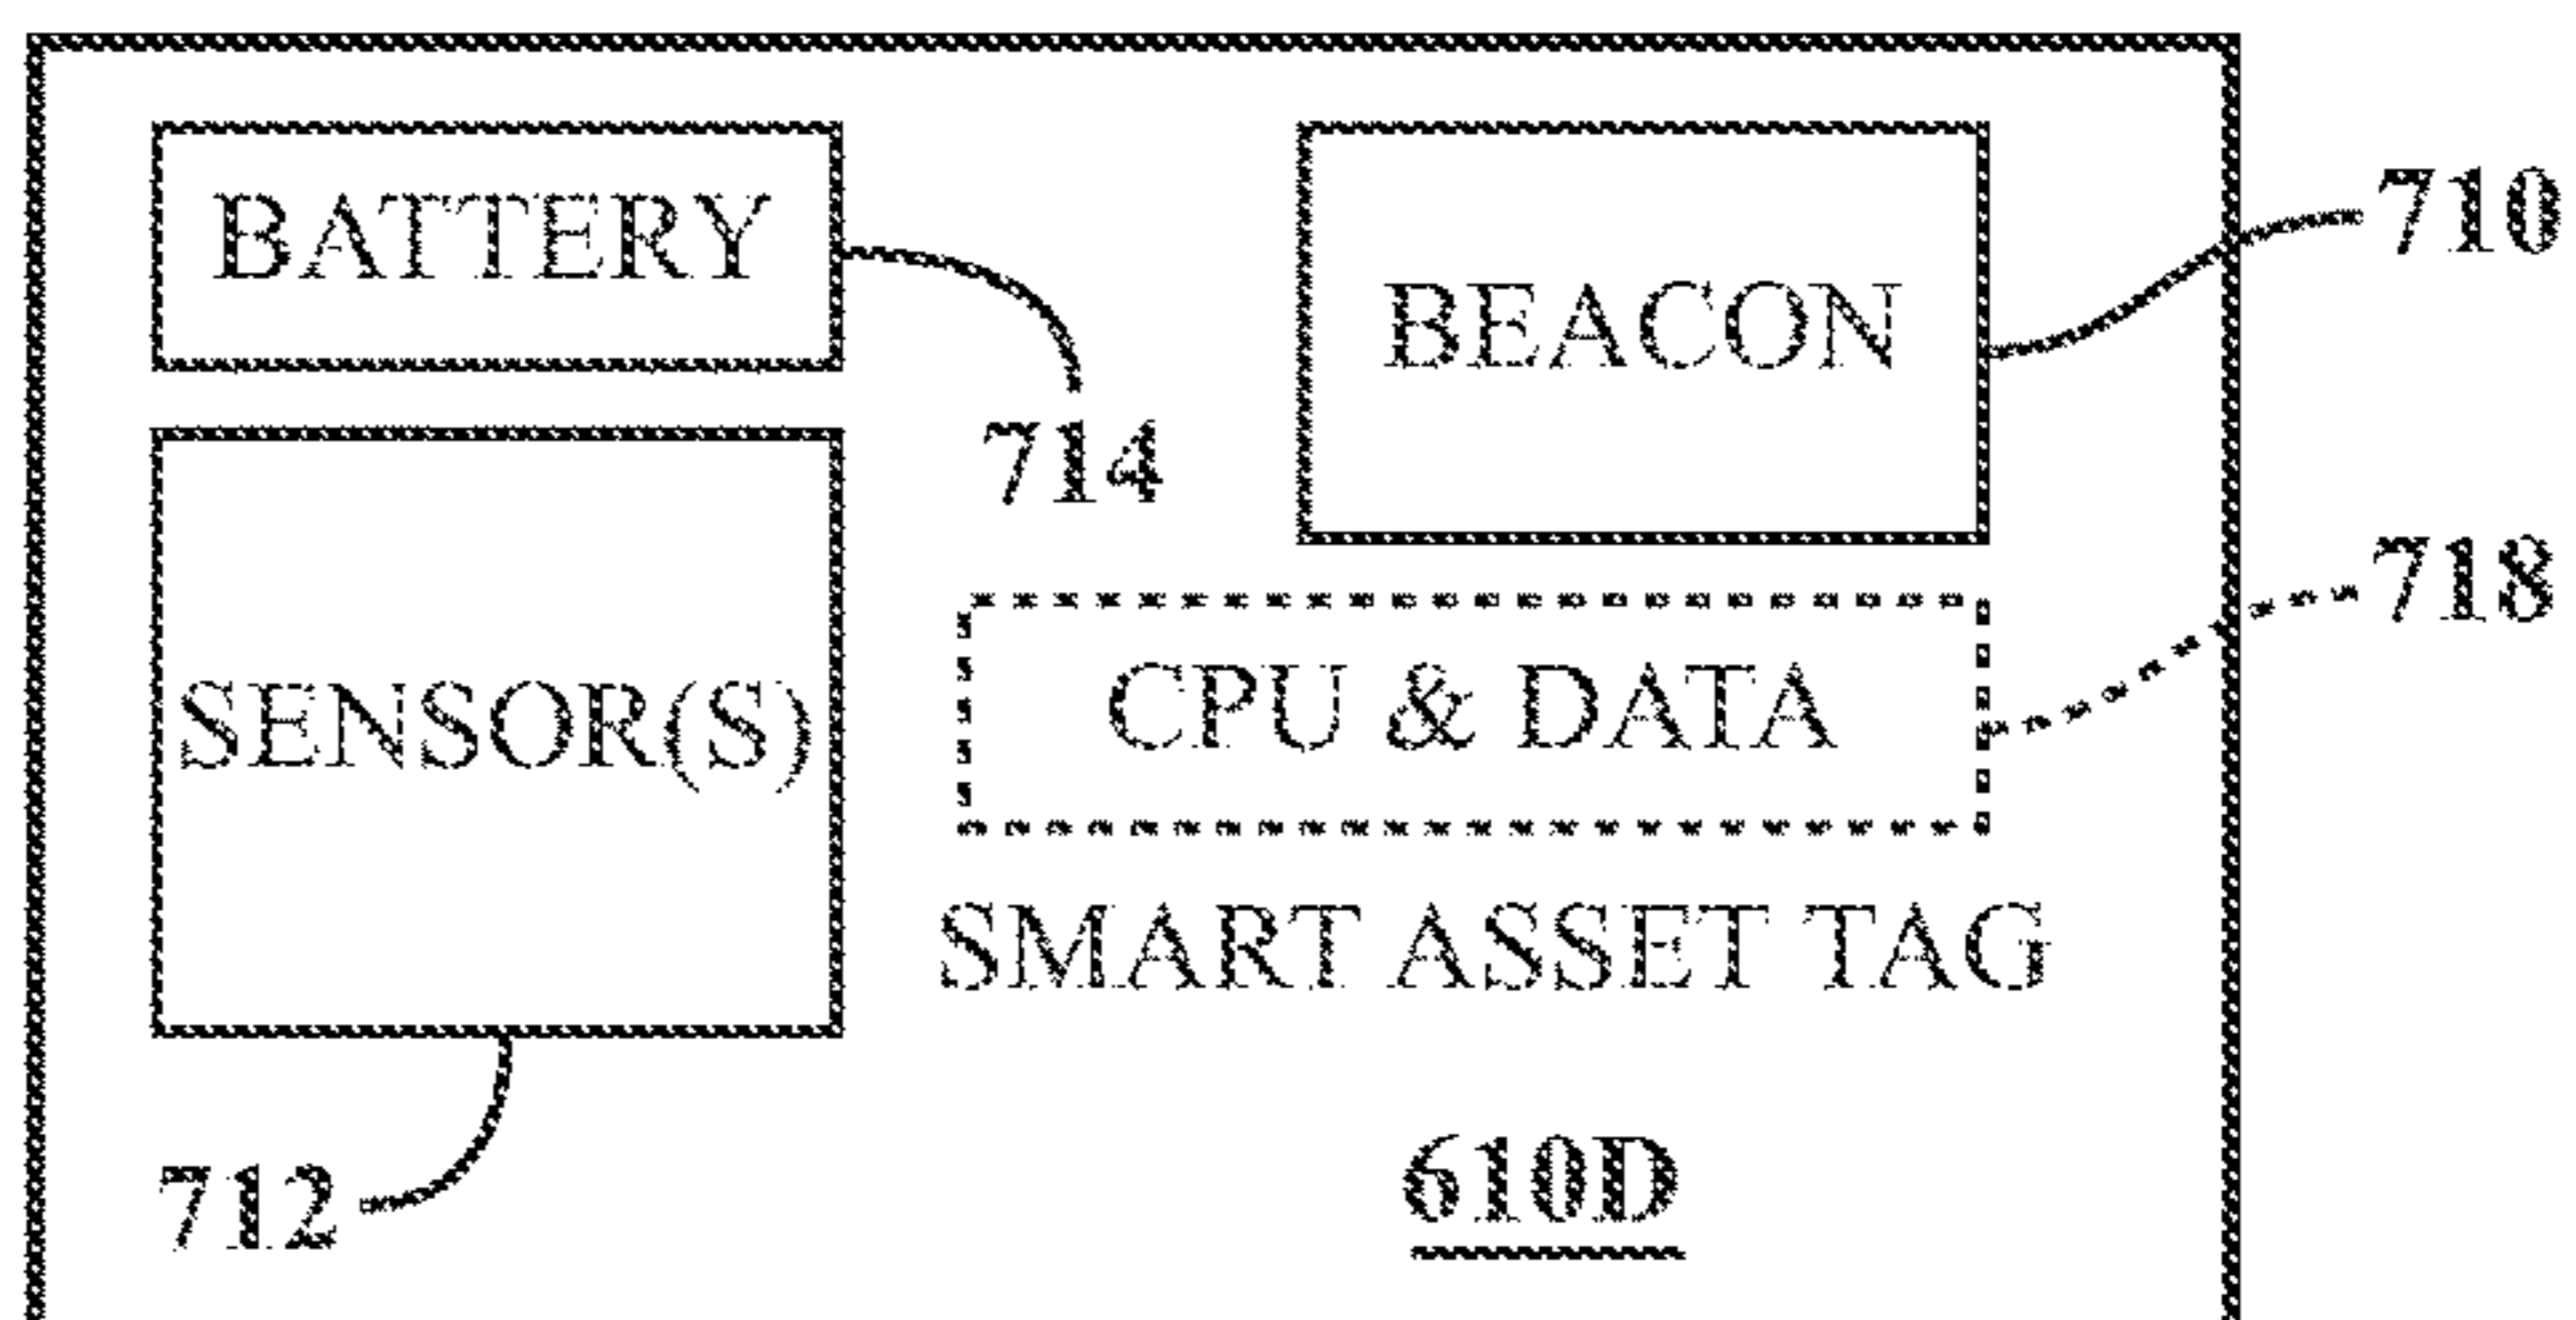 BATTERY
710
BEACON
714
718
SENSOR(S)
CPU & DATA
SMART ASSET TAG
712
610D